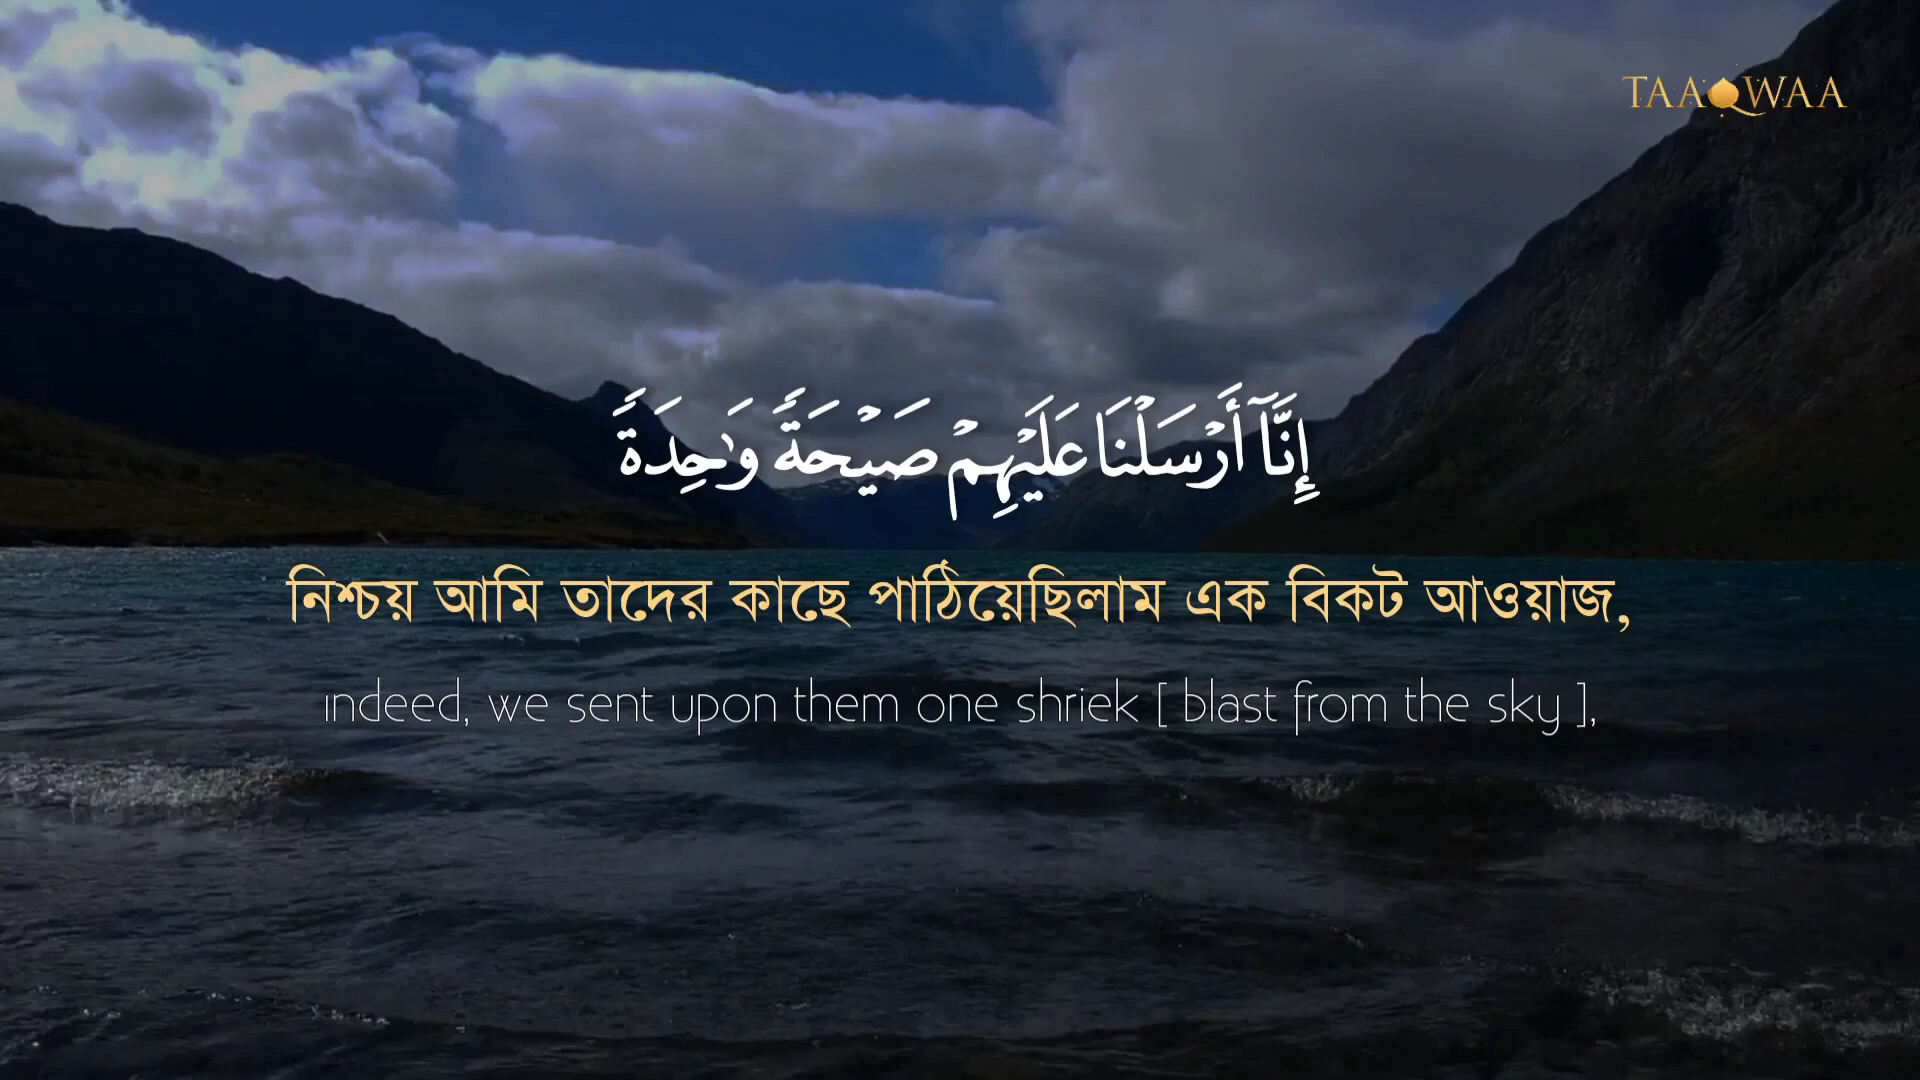 TAAQWAA
إِنَّآ أَرْسَلْنَا عَلَيْهِمْ صَيْحَةً وَٰحِدَةً
নিশ্চয় আমি তাদের কাছে পাঠিয়েছিলাম এক বিকট আওয়াজ,
indeed, we sent upon them one shriek [ blast from the sky ],